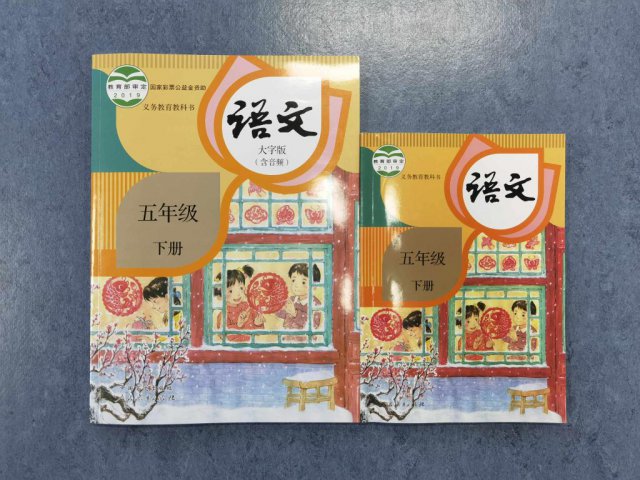 教育部审定
2019
国家彩票公益金资助
义务教育教科书
语文
大字版
(含音频)
五年级
下册
教育部审定
2019
义务教育教科书
语文
五年级
下册